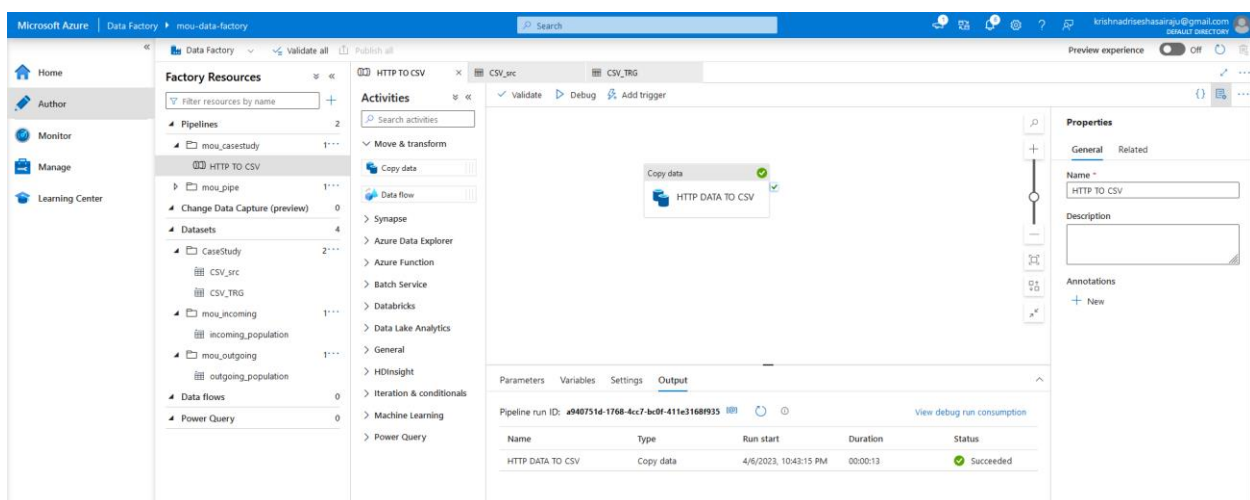 Microsoft Azure | Data Factory ▸ mou-data-factory
Search
1
1
krishnadriseshasairaju@gmail.com
DEFAULT DIRECTORY
Data Factory
Validate all
Publish all
Preview experience
Off
Home
Author
Monitor
Manage
Learning Center
Factory Resources
Filter resources by name
Pipelines 2
mou_casestudy 1
HTTP TO CSV
mou_pipe 1
Change Data Capture (preview) 0
Datasets 4
CaseStudy 2
CSV_src
CSV_TRG
mou_incoming 1
incoming_population
mou_outgoing 1
outgoing_population
Data flows 0
Power Query 0
HTTP TO CSV
CSV_src
CSV_TRG
Activities
Search activities
Move & transform
Copy data
Data flow
Synapse
Azure Data Explorer
Azure Function
Batch Service
Databricks
Data Lake Analytics
General
HDInsight
Iteration & conditionals
Machine Learning
Power Query
Validate
Debug
Add trigger
Copy data
HTTP DATA TO CSV
Parameters Variables Settings Output
Pipeline run ID: a940751d-1768-4cc7-bc0f-411e3168f935
View debug run consumption
Name Type Run start Duration Status
HTTP DATA TO CSV Copy data 4/6/2023, 10:43:15 PM 00:00:13 Succeeded
Properties
General Related
Name *
HTTP TO CSV
Description
Annotations
New